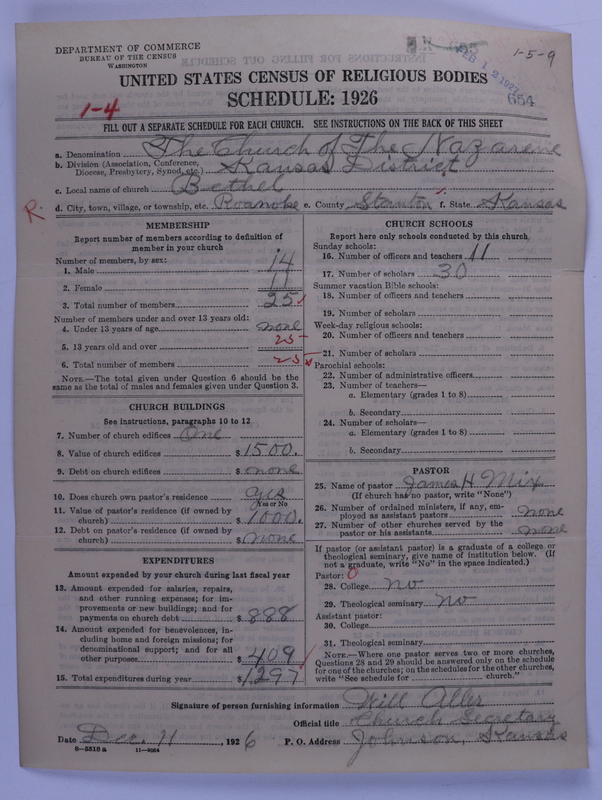 DEPARTMENT OF COMMERCE
BUREAU OF THE CENSUS
WASHINGTON
FEB 12 1927
1-5-9
654
UNITED STATES CENSUS OF RELIGIOUS BODIES
1-4
SCHEDULE: 1926
FILL OUT A SEPARATE SCHEDULE FOR EACH CHURCH. SEE INSTRUCTIONS ON THE BACK OF THIS SHEET
a. Denomination The Church of The Nazarene
b. Division (Association, Conference, Diocese, Presbytery, Synod, etc.) Kansas District
c. Local name of church Bethel
R. d. City, town, village, or township, etc. Roanoke e. County Stanton f. State Kansas
MEMBERSHIP
Report number of members according to definition of
member in your church
Number of members, by sex:
1. Male 14
2. Female 11
3. Total number of members 25
Number of members under and over 13 years old:
4. Under 13 years of age none
5. 13 years old and over 25
6. Total number of members 25
NOTE.—The total given under Question 6 should be the
same as the total of males and females given under Question 3.
CHURCH BUILDINGS
See instructions, paragraphs 10 to 12
7. Number of church edifices One
8. Value of church edifices $ 1500.
9. Debt on church edifices $ none
10. Does church own pastor's residence yes
Yes or No
11. Value of pastor's residence (if owned by
church) $ 1000.
12. Debt on pastor's residence (if owned by
church) $ none
EXPENDITURES
Amount expended by your church during last fiscal year
13. Amount expended for salaries, repairs,
and other running expenses; for im-
provements or new buildings; and for
payments on church debt $ 888
14. Amount expended for benevolences, in-
cluding home and foreign missions; for
denominational support; and for all
other purposes $ 409
15. Total expenditures during year $ 1297
CHURCH SCHOOLS
Report here only schools conducted by this church
Sunday schools:
16. Number of officers and teachers 11
17. Number of scholars 30
Summer vacation Bible schools:
18. Number of officers and teachers
19. Number of scholars
Week-day religious schools:
20. Number of officers and teachers
21. Number of scholars
Parochial schools:
22. Number of administrative officers
23. Number of teachers—
a. Elementary (grades 1 to 8)
b. Secondary
24. Number of scholars—
a. Elementary (grades 1 to 8)
b. Secondary
PASTOR
25. Name of pastor James H. Mix
(If church has no pastor, write "None")
26. Number of ordained ministers, if any, em-
ployed as assistant pastors none
27. Number of other churches served by the
pastor or his assistants none
If pastor (or assistant pastor) is a graduate of a college or
theological seminary, give name of institution below. (If
not a graduate, write "No" in the space indicated.)
Pastor: 0
28. College no
29. Theological seminary no
Assistant pastor:
30. College
31. Theological seminary
NOTE.—Where one pastor serves two or more churches,
Questions 28 and 29 should be answered only on the schedule
for one of the churches; on the schedules for the other churches,
write "See schedule for church."
Signature of person furnishing information Will Aller
Official title Church Secretary
Date Dec. 11, 1926 P. O. Address Johnson, Kansas
8—5518 a 11—9064